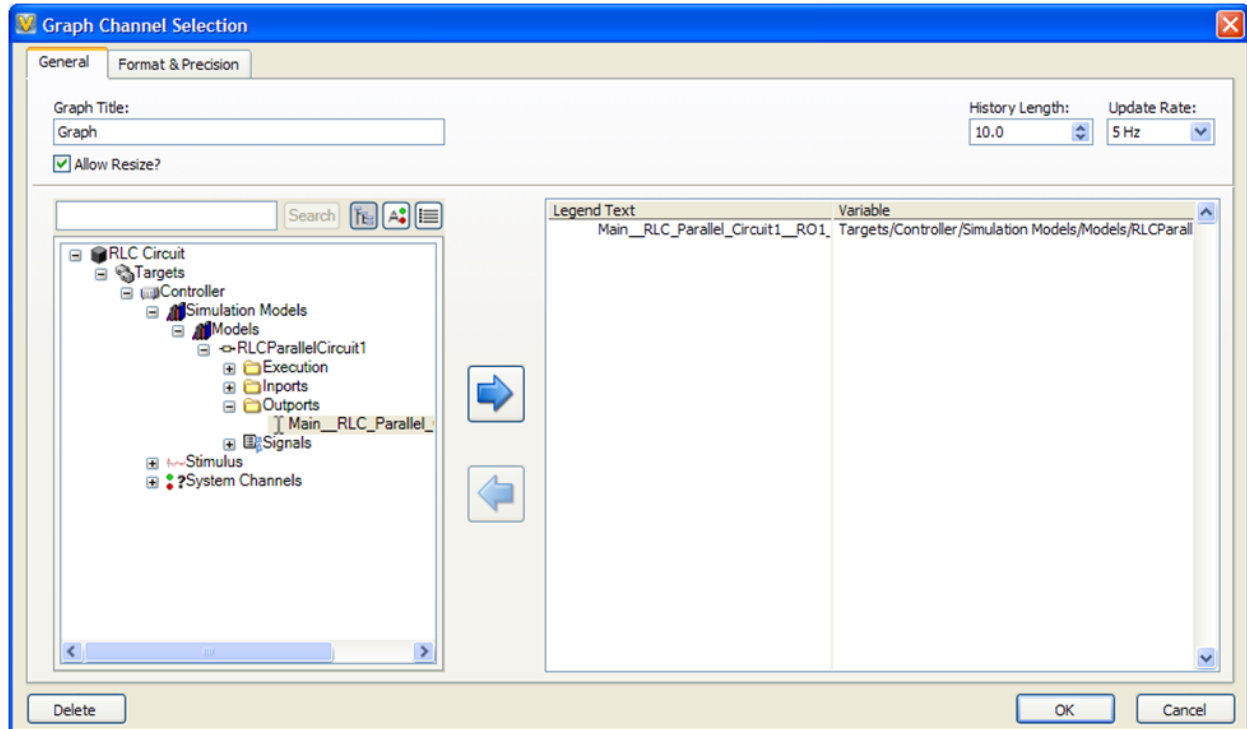 Graph Channel Selection
General Format & Precision
Graph Title: History Length: Update Rate:
Graph 10.0 5 Hz
Allow Resize?
Search
Legend Text Variable
Main__RLC_Parallel_Circuit1__RO1_ Targets/Controller/Simulation Models/Models/RLCParall
RLC Circuit
Targets
Controller
Simulation Models
Models
RLCParallelCircuit1
Execution
Inports
Outports
Main__RLC_Parallel_
Signals
Stimulus
?System Channels
Delete OK Cancel